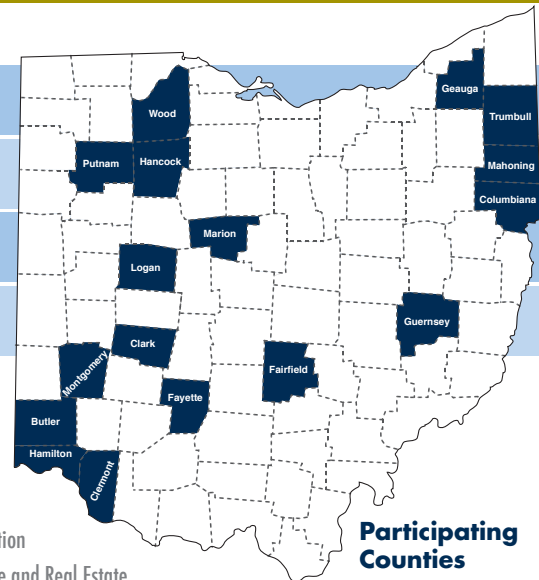 Geauga
Trumbull
Wood
Mahoning
Putnam
Hancock
Columbiana
Marion
Logan
Guernsey
Clark
Montgomery
Fairfield
Fayette
Butler
Hamilton
Clermont
Participating
Counties
tion
e and Real Estate